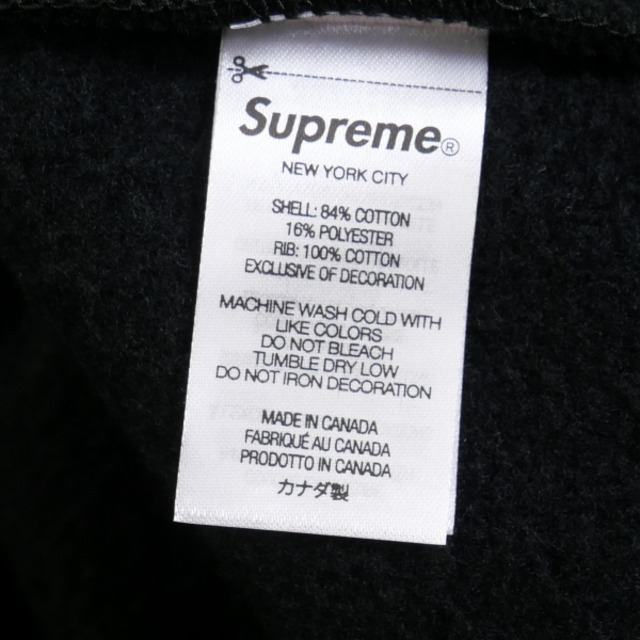 Supreme®
NEW YORK CITY
SHELL: 84% COTTON
16% POLYESTER
RIB: 100% COTTON
EXCLUSIVE OF DECORATION
MACHINE WASH COLD WITH
LIKE COLORS
DO NOT BLEACH
TUMBLE DRY LOW
DO NOT IRON DECORATION
MADE IN CANADA
FABRIQUÉ AU CANADA
PRODOTTO IN CANADA
カナダ製